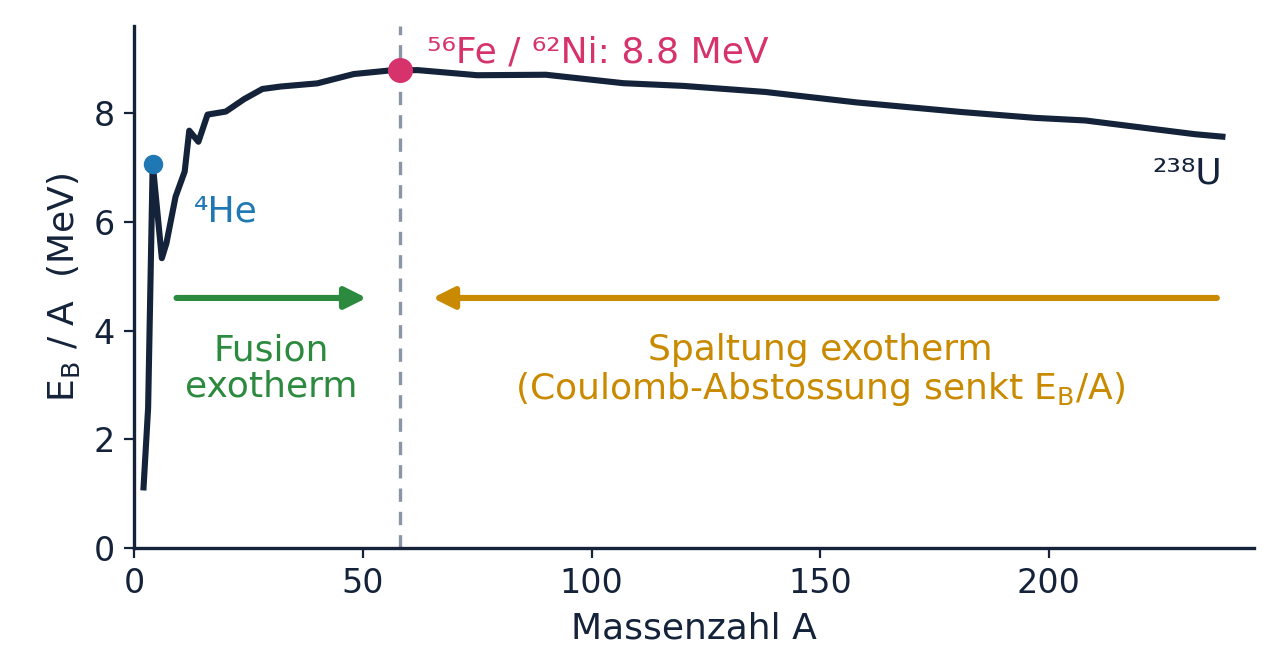 ⁵⁶Fe / ⁶²Ni: 8.8 MeV
8
6
4
2
0
E_B / A (MeV)
⁴He
²³⁸U
Fusion
exotherm
Spaltung exotherm
(Coulomb-Abstossung senkt E_B/A)
0
50
100
150
200
Massenzahl A